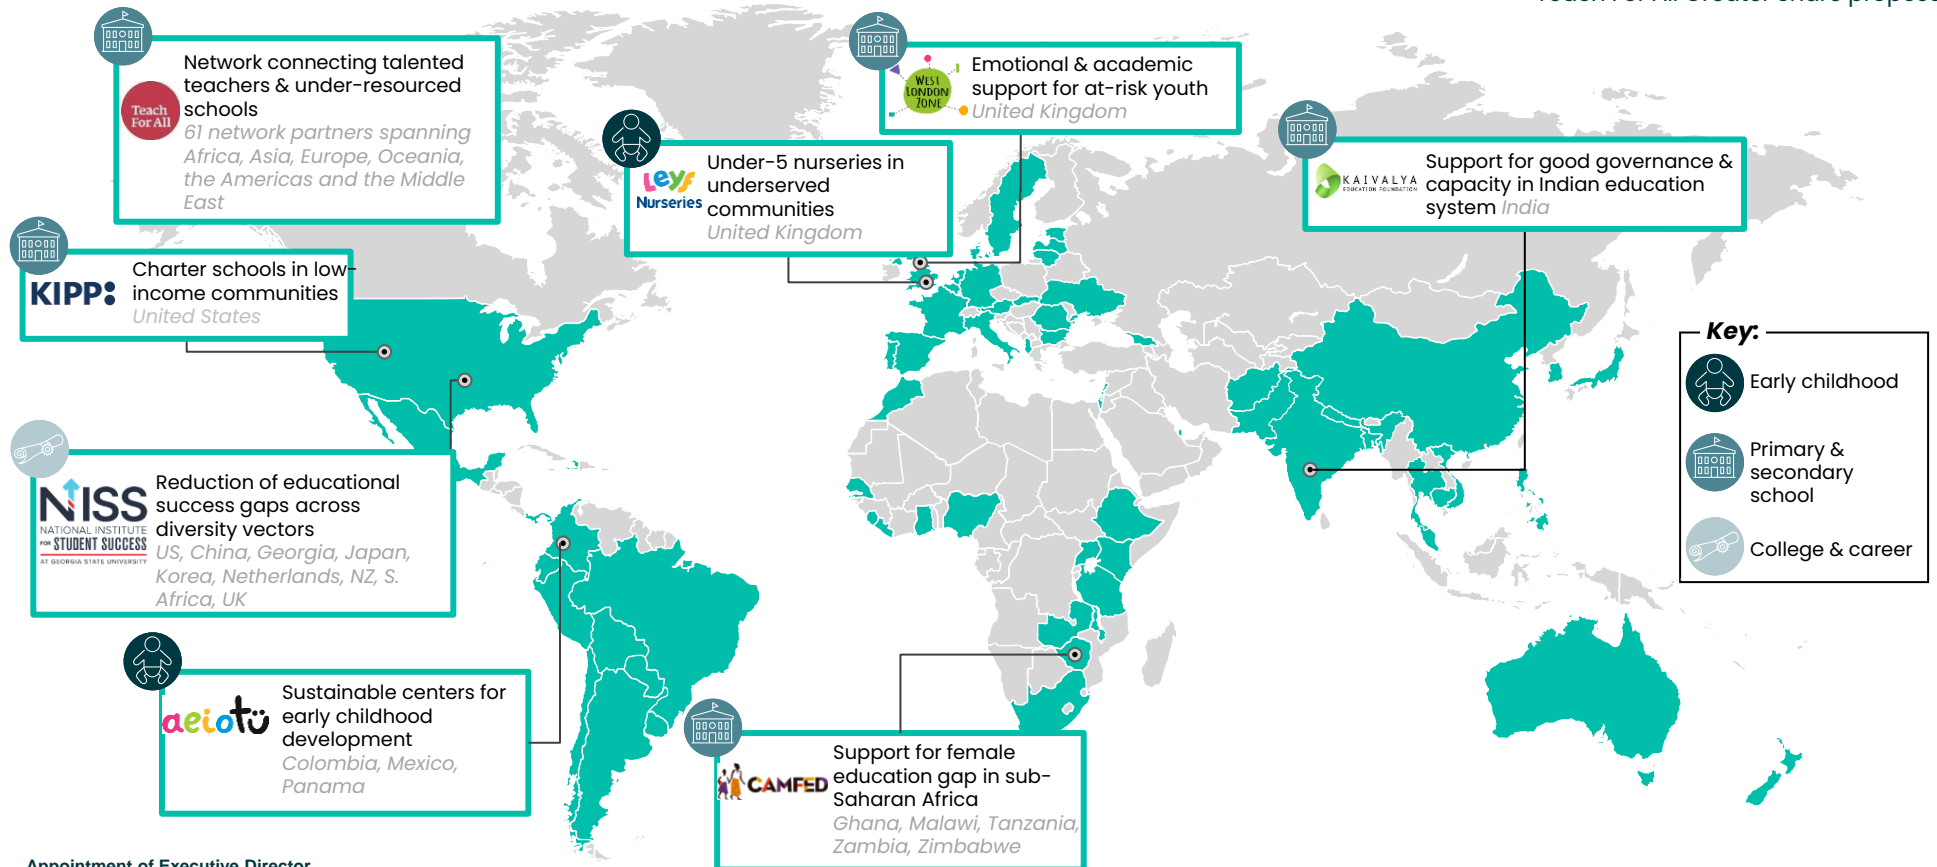 Teach For All
Network connecting talented
teachers & under-resourced
schools
61 network partners spanning
Africa, Asia, Europe, Oceania,
the Americas and the Middle
East
WEST
LONDON
ZONE
Emotional & academic
support for at-risk youth
United Kingdom
Leyf
Nurseries
Under-5 nurseries in
underserved
communities
United Kingdom
KAIVALYA
EDUCATION FOUNDATION
Support for good governance &
capacity in Indian education
system India
KIPP:
Charter schools in low-
income communities
United States
Key:
Early childhood
Primary &
secondary
school
College & career
NISS
NATIONAL INSTITUTE
FOR STUDENT SUCCESS
AT GEORGIA STATE UNIVERSITY
Reduction of educational
success gaps across
diversity vectors
US, China, Georgia, Japan,
Korea, Netherlands, NZ, S.
Africa, UK
aeiotü
Sustainable centers for
early childhood
development
Colombia, Mexico,
Panama
CAMFED
Support for female
education gap in sub-
Saharan Africa
Ghana, Malawi, Tanzania,
Zambia, Zimbabwe
Appointment of Executive Director